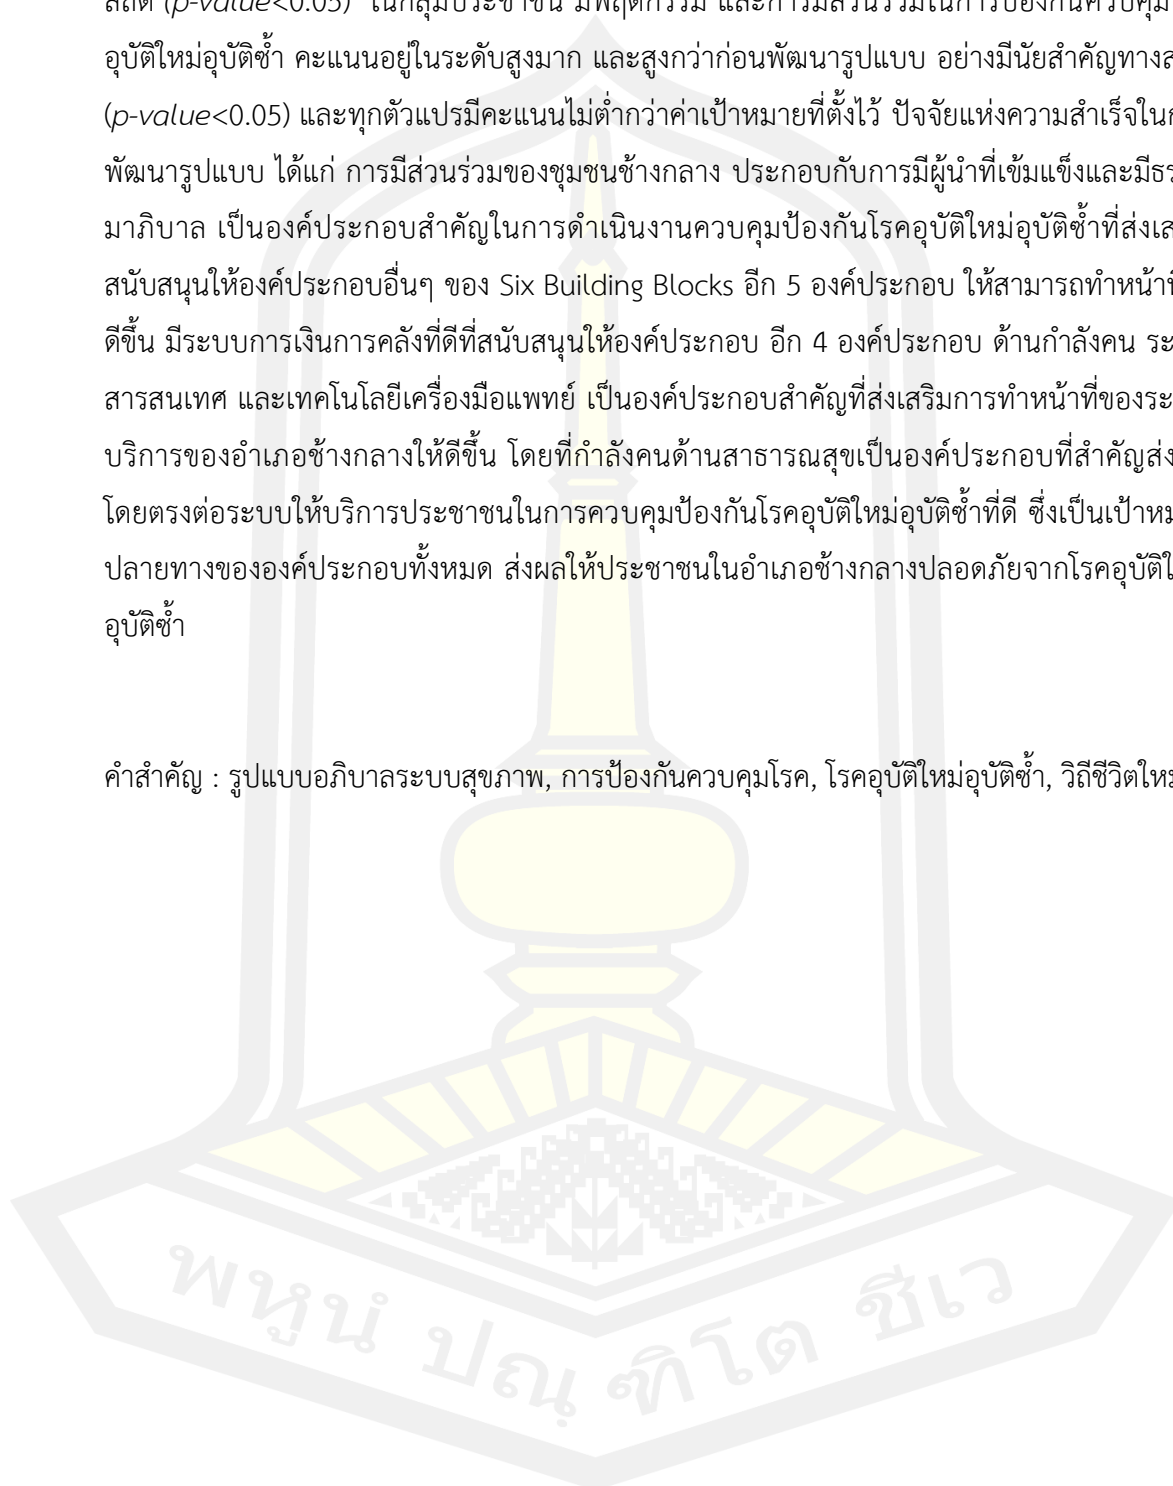 (p-value<0.05) ในกลุ่มประชาชน มีพฤติกรรม และการมีส่วนร่วมในการป้องกันควบคุม
อุบัติใหม่อุบัติซ้ำ คะแนนอยู่ในระดับสูงมาก และสูงกว่าก่อนพัฒนารูปแบบ อย่างมีนัยสำคัญทางส
(p-value<0.05) และทุกตัวแปรมีคะแนนไม่ต่ำกว่าค่าเป้าหมายที่ตั้งไว้ ปัจจัยแห่งความสำเร็จใน
พัฒนารูปแบบ ได้แก่ การมีส่วนร่วมของชุมชนช้างกลาง ประกอบกับการมีผู้นำที่เข้มแข็งและมีธร
มาภิบาล เป็นองค์ประกอบสำคัญในการดำเนินงานควบคุมป้องกันโรคอุบัติใหม่อุบัติซ้ำที่ส่งเส
สนับสนุนให้องค์ประกอบอื่นๆ ของ Six Building Blocks อีก 5 องค์ประกอบ ให้สามารถทำหน้า
ดีขึ้น มีระบบการเงินการคลังที่ดีที่สนับสนุนให้องค์ประกอบ อีก 4 องค์ประกอบ ด้านกำลังคน ระ
สารสนเทศ และเทคโนโลยีเครื่องมือแพทย์ เป็นองค์ประกอบสำคัญที่ส่งเสริมการทำหน้าที่ของระ
บริการของอำเภอช้างกลางให้ดีขึ้น โดยที่กำลังคนด้านสาธารณสุขเป็นองค์ประกอบที่สำคัญส่ง
โดยตรงต่อระบบให้บริการประชาชนในการควบคุมป้องกันโรคอุบัติใหม่อุบัติซ้ำที่ดี ซึ่งเป็นเป้าหม
ปลายทางขององค์ประกอบทั้งหมด ส่งผลให้ประชาชนในอำเภอช้างกลางปลอดภัยจากโรคอุบัติใ
อุบัติซ้ำ
คำสำคัญ : รูปแบบอภิบาลระบบสุขภาพ, การป้องกันควบคุมโรค, โรคอุบัติใหม่อุบัติซ้ำ, วิถีชีวิตใหม่
พหูนํ ปณฺฑิโต ชีเว